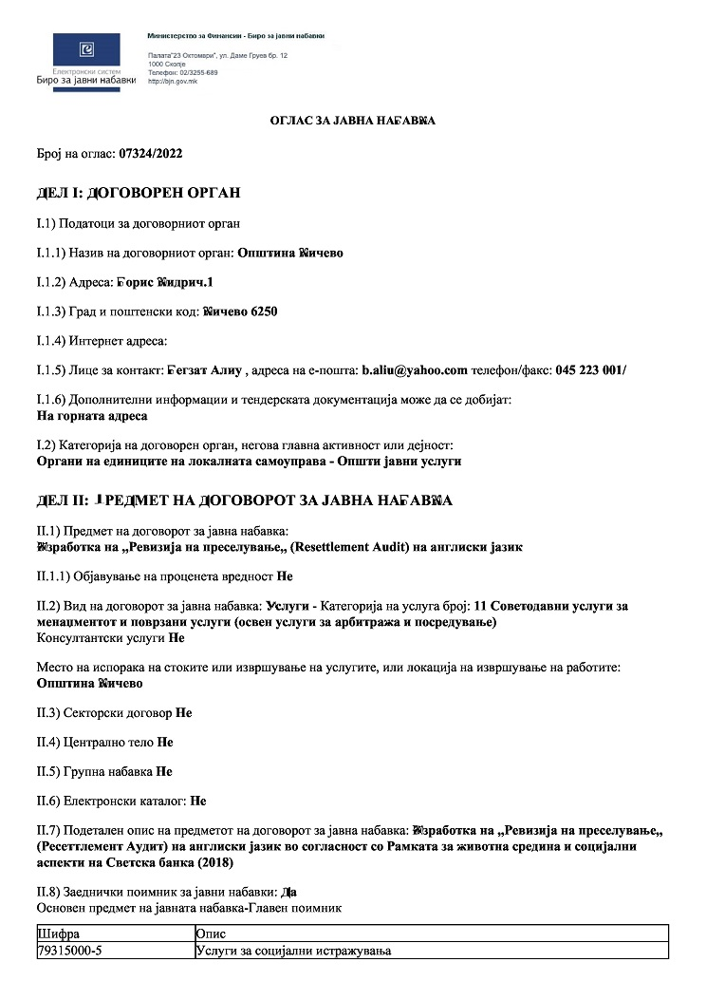 Министерство за Финансии - Биро за јавни набавки
Палата"23 Октомври", ул. Даме Груев бр. 12
1000 Скопје
Телефон: 02/3255-689
http://bjn.gov.mk
Електронски систем
Биро за јавни набавки
ОГЛАС ЗА ЈАВНА НАБАВКА
Број на оглас: 07324/2022
ДЕЛ I: ДОГОВОРЕН ОРГАН
I.1) Податоци за договорниот орган
I.1.1) Назив на договорниот орган: Општина Кичево
I.1.2) Адреса: Борис Кидрич.1
I.1.3) Град и поштенски код: Кичево 6250
I.1.4) Интернет адреса:
I.1.5) Лице за контакт: Бегзат Алиу , адреса на е-пошта: b.aliu@yahoo.com телефон/факс: 045 223 001/
I.1.6) Дополнителни информации и тендерската документација може да се добијат:
На горната адреса
I.2) Категорија на договорен орган, негова главна активност или дејност:
Органи на единиците на локалната самоуправа - Општи јавни услуги
ДЕЛ II: ПРЕДМЕТ НА ДОГОВОРОТ ЗА ЈАВНА НАБАВКА
II.1) Предмет на договорот за јавна набавка:
Изработка на „Ревизија на преселување„ (Resettlement Audit) на англиски јазик
II.1.1) Објавување на проценета вредност Не
II.2) Вид на договорот за јавна набавка: Услуги - Категорија на услуга број: 11 Советодавни услуги за
менаџментот и поврзани услуги (освен услуги за арбитража и посредување)
Консултантски услуги Не
Место на испорака на стоките или извршување на услугите, или локација на извршување на работите:
Општина Кичево
II.3) Секторски договор Не
II.4) Централно тело Не
II.5) Групна набавка Не
II.6) Електронски каталог: Не
II.7) Подетален опис на предметот на договорот за јавна набавка: Изработка на „Ревизија на преселување„
(Ресеттлемент Аудит) на англиски јазик во согласност со Рамката за животна средина и социјални
аспекти на Светска банка (2018)
II.8) Заеднички поимник за јавни набавки: Да
Основен предмет на јавната набавка-Главен поимник
Шифра Опис
79315000-5 Услуги за социјални истражувања